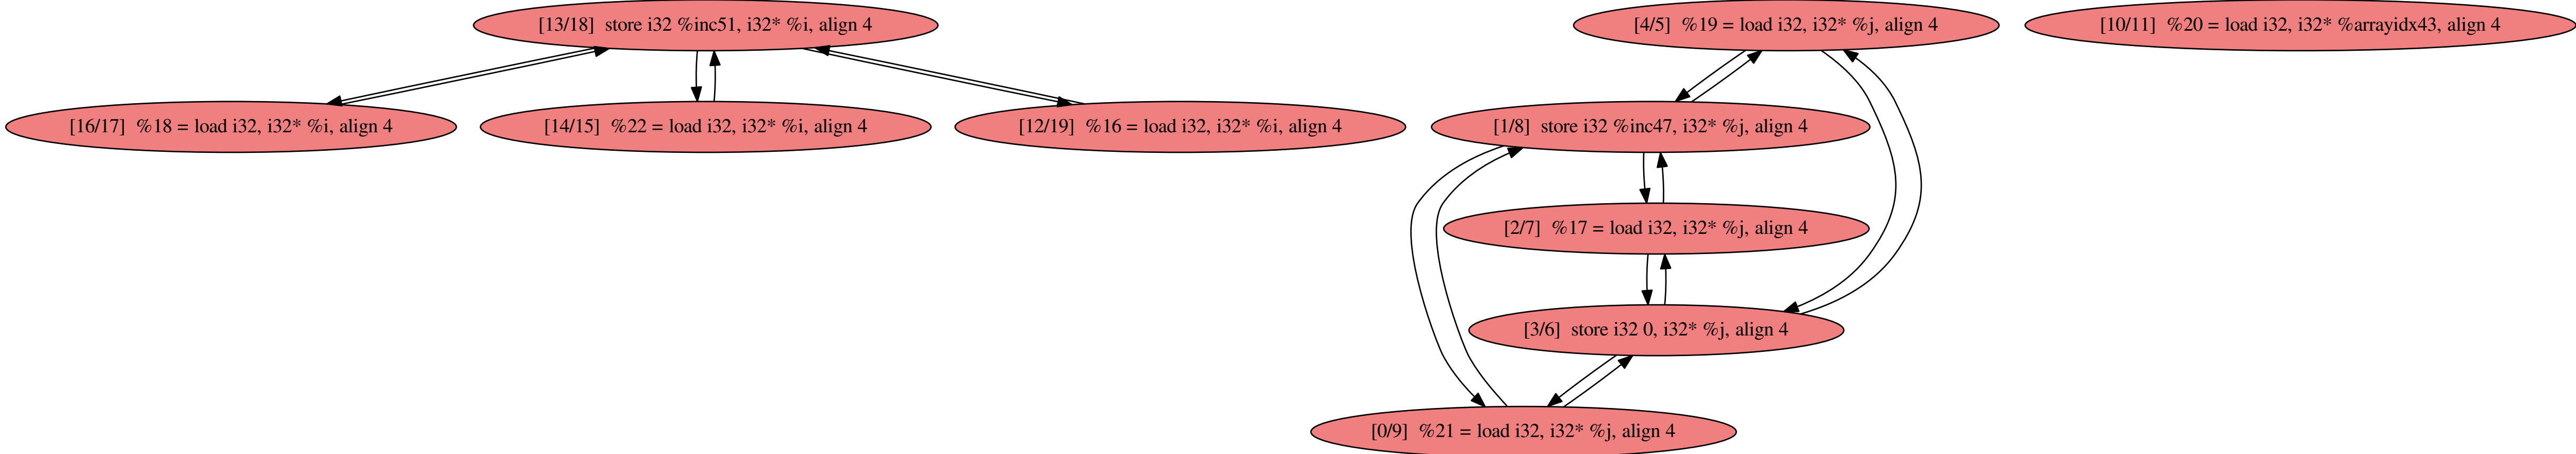 [13/18]  store i32 %inc51, i32* %i, align 4
[4/5]  %19 = load i32, i32* %j, align 4
[10/11]  %20 = load i32, i32* %arrayidx43, align 4
[16/17]  %18 = load i32, i32* %i, align 4
[14/15]  %22 = load i32, i32* %i, align 4
[12/19]  %16 = load i32, i32* %i, align 4
[1/8]  store i32 %inc47, i32* %j, align 4
[2/7]  %17 = load i32, i32* %j, align 4
[3/6]  store i32 0, i32* %j, align 4
[0/9]  %21 = load i32, i32* %j, align 4